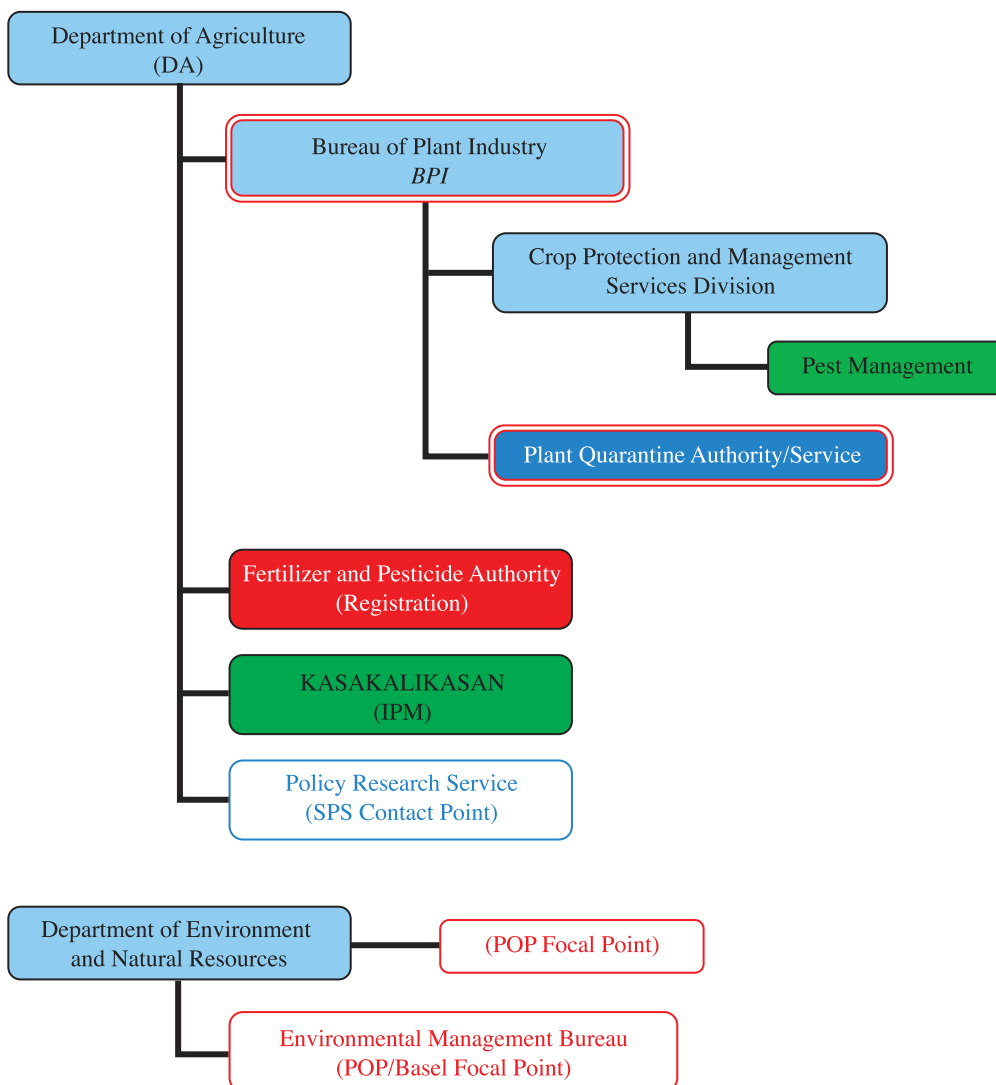 Department of Agriculture
(DA)
Bureau of Plant Industry
BPI
Crop Protection and Management
Services Division
Pest Management
Plant Quarantine Authority/Service
Fertilizer and Pesticide Authority
(Registration)
KASAKALIKASAN
(IPM)
Policy Research Service
(SPS Contact Point)
Department of Environment
and Natural Resources
(POP Focal Point)
Environmental Management Bureau
(POP/Basel Focal Point)